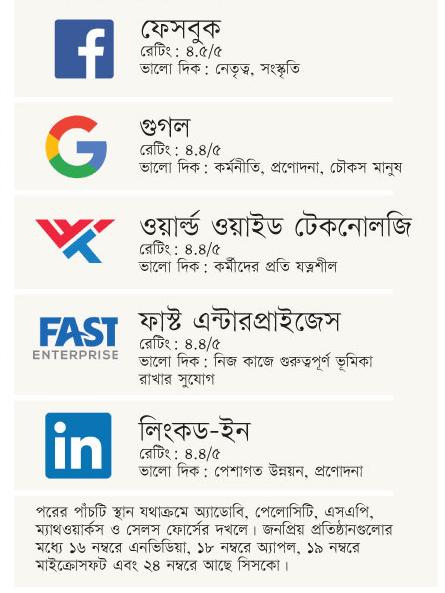 ফেসবুক
রেটিং : ৪.৫/৫
ভালো দিক : নেতৃত্ব, সংস্কৃতি
গুগল
রেটিং : ৪.৪/৫
ভালো দিক : কর্মনীতি, প্রণোদনা, চৌকস মানুষ
ওয়ার্ল্ড ওয়াইড টেকনোলজি
রেটিং : ৪.৪/৫
ভালো দিক : কর্মীদের প্রতি যত্নশীল
FAST
ENTERPRISE
ফাস্ট এন্টারপ্রাইজেস
রেটিং : ৪.৪/৫
ভালো দিক : নিজ কাজে গুরুত্বপূর্ণ ভূমিকা
রাখার সুযোগ
in
লিংকড-ইন
রেটিং : ৪.৪/৫
ভালো দিক : পেশাগত উন্নয়ন, প্রণোদনা
পরের পাঁচটি স্থান যথাক্রমে অ্যাডোবি, পেলোসিটি, এসএপি,
ম্যাথওয়ার্কস ও সেলস ফোর্সের দখলে। জনপ্রিয় প্রতিষ্ঠানগুলোর
মধ্যে ১৬ নম্বরে এনভিডিয়া, ১৮ নম্বরে অ্যাপল, ১৯ নম্বরে
মাইক্রোসফট এবং ২৪ নম্বরে আছে সিসকো।